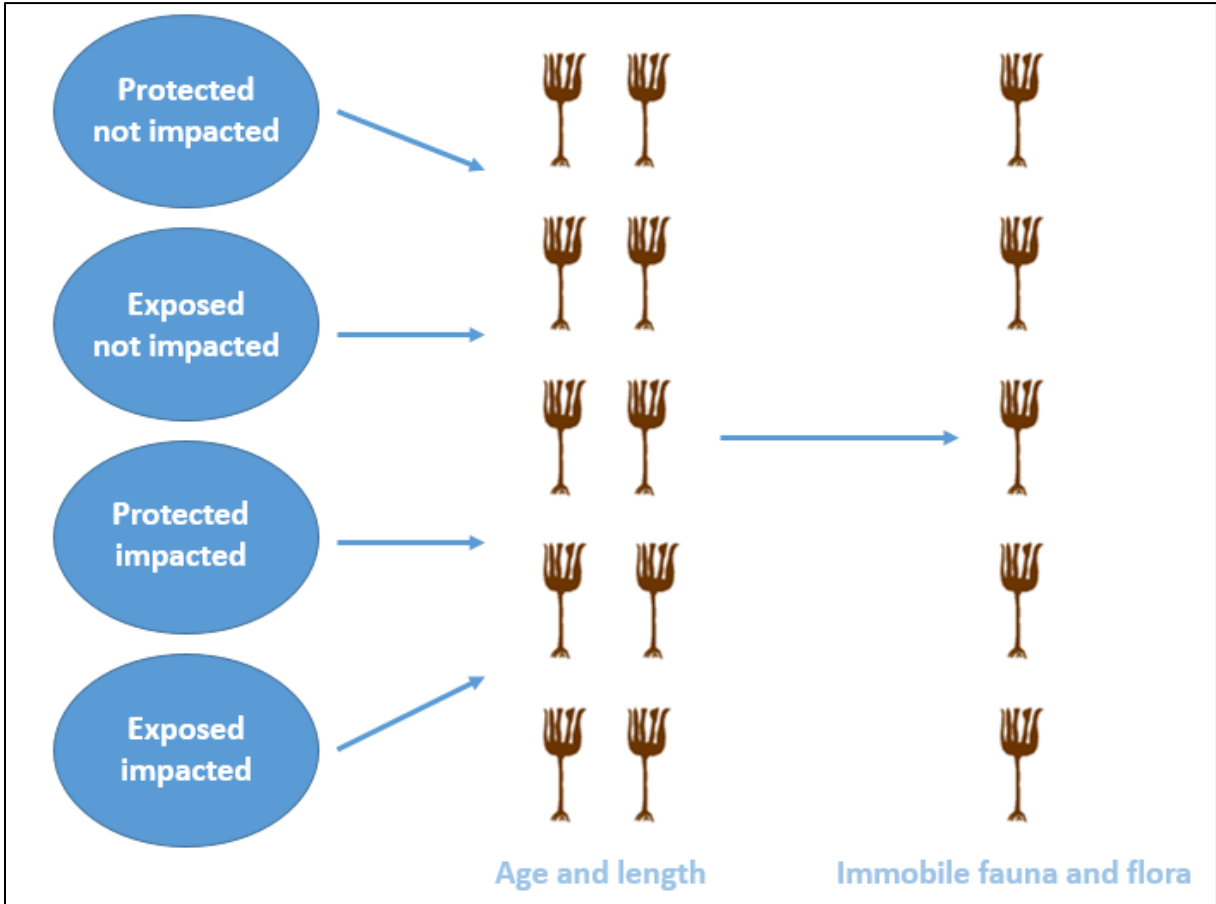 Protected
not impacted
Exposed
not impacted
Protected
impacted
Exposed
impacted
Age and length
Immobile fauna and flora